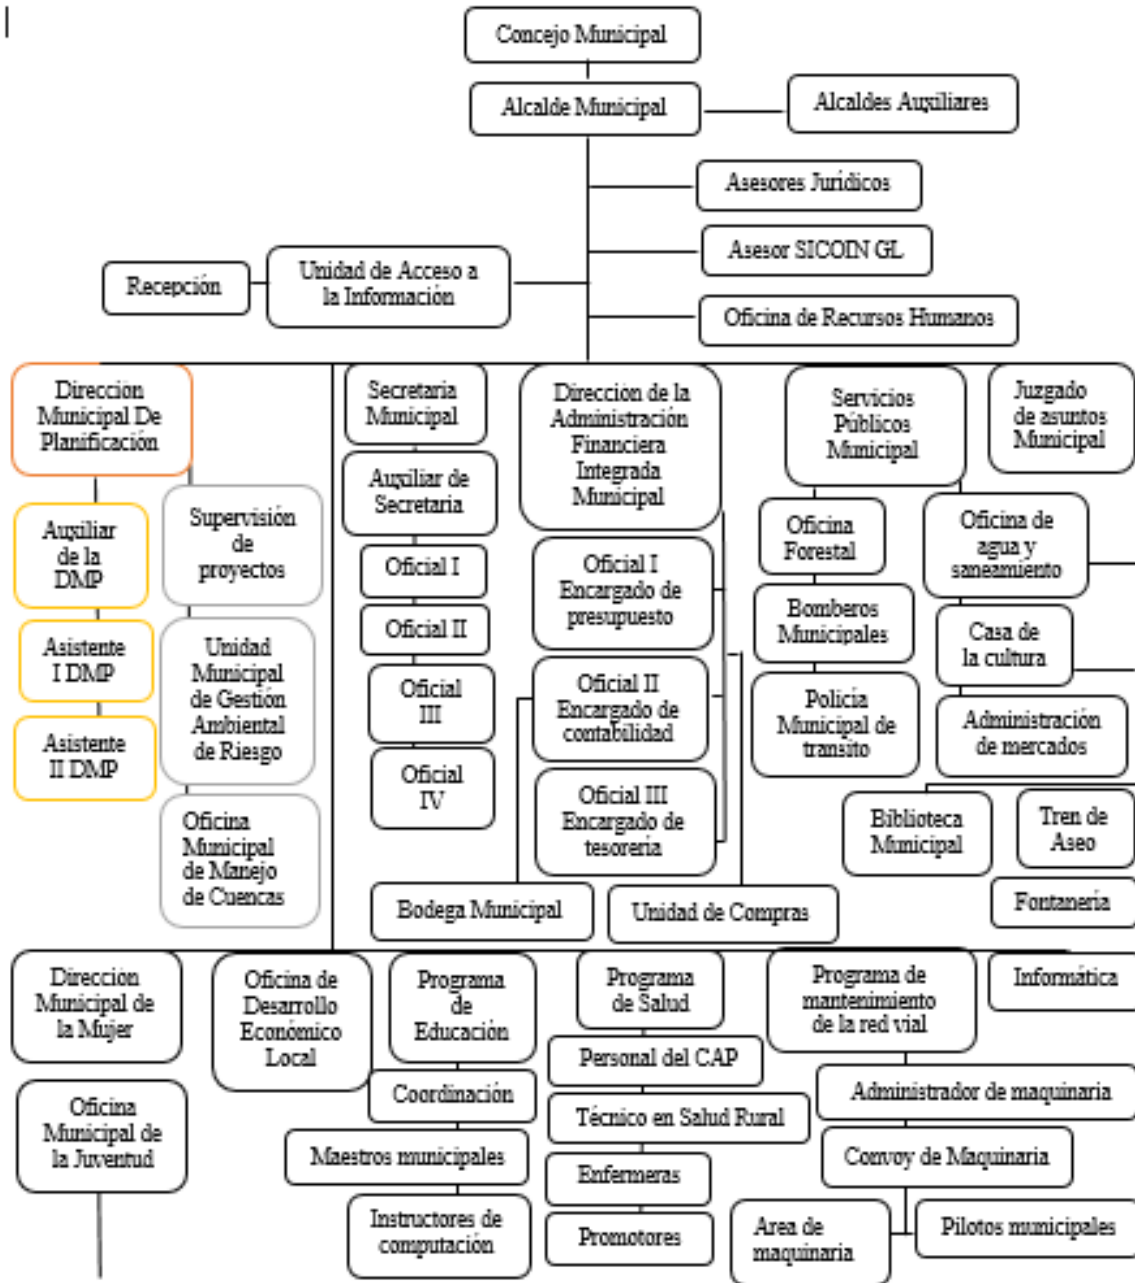 Concejo Municipal
Alcalde Municipal
Alcaldes Auxiliares
Asesores Jurídicos
Asesor SICOIN GL
Unidad de Acceso a
la Información
Recepción
Oficina de Recursos Humanos
Dirección
Municipal De
Planificación
Auxiliar
de la
DMP
Asistente
I DMP
Asistente
II DMP
Supervisión
de
proyectos
Unidad
Municipal
de Gestión
Ambiental
de Riesgo
Oficina
Municipal
de Manejo
de Cuencas
Secretaria
Municipal
Auxiliar de
Secretaria
Oficial I
Oficial II
Oficial
III
Oficial
IV
Dirección de la
Administración
Financiera
Integrada
Municipal
Oficial I
Encargado de
presupuesto
Oficial II
Encargado de
contabilidad
Oficial III
Encargado de
tesorería
Bodega Municipal
Unidad de Compras
Servicios
Públicos
Municipal
Oficina
Forestal
Bomberos
Municipales
Policía
Municipal de
transito
Oficina de
agua y
saneamiento
Casa de
la cultura
Administración
de mercados
Biblioteca
Municipal
Tren de
Aseo
Fontanería
Juzgado
de asuntos
Municipal
Dirección
Municipal de
la Mujer
Oficina
Municipal de
la Juventud
Oficina de
Desarrollo
Económico
Local
Programa
de
Educación
Coordinación
Maestros municipales
Instructores de
computación
Programa
de Salud
Personal del CAP
Técnico en Salud Rural
Enfermeras
Promotores
Programa de
mantenimiento
de la red vial
Administrador de maquinaria
Convoy de Maquinaria
Area de
maquinaria
Pilotos municipales
Informática